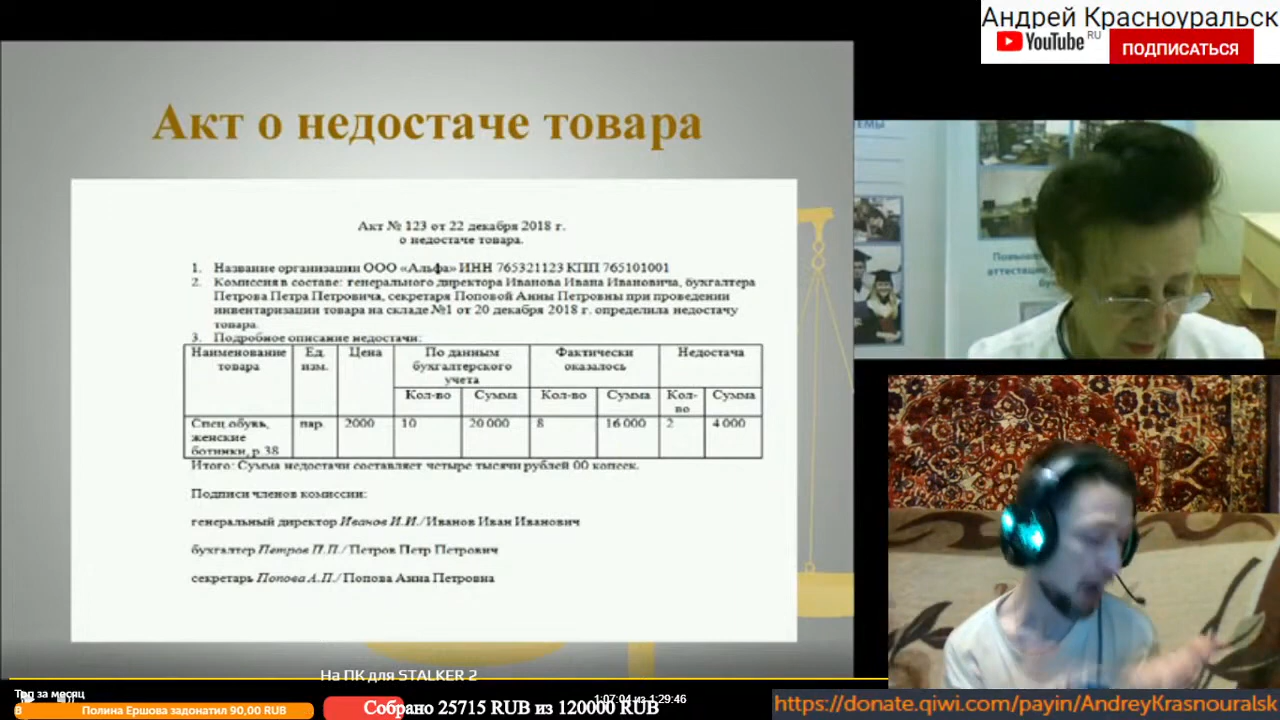 Андрей Красноуральск
YouTube RU
ПОДПИСАТЬСЯ
Акт о недостаче товара
Акт № 123 от 22 декабря 2018 г.
о недостаче товара.
1. Название организации ООО «Альфа» ИНН 765321123 КПП 765101001
2. Комиссия в составе: генерального директора Иванова Ивана Ивановича, бухгалтера
Петрова Петра Петровича, секретаря Поповой Анны Петровны при проведении
инвентаризации товара на складе №1 от 20 декабря 2018 г. определила недостачу
товара.
3. Подробное описание недостачи:
Наименование товара
Ед. изм.
Цена
По данным бухгалтерского учета
Фактически оказалось
Недостача
Кол-во Сумма Кол-во Сумма Кол-во Сумма
Спец.обувь, женские ботинки, р.38 пар. 2000 10 20 000 8 16 000 2 4 000
Итого: Сумма недостачи составляет четыре тысячи рублей 00 копеек.
Подписи членов комиссии:
генеральный директор Иванов И.И./ Иванов Иван Иванович
бухгалтер Петров П.П./ Петров Петр Петрович
секретарь Попова А.П./ Попова Анна Петровна
На ПК для STALKER 2
Топ за месяц
Полина Ершова задонатил 90,00 RUB
Собрано 25715 RUB из 120000 RUB
1:07:04 из 1:29:46
https://donate.qiwi.com/payin/AndreyKrasnouralsk